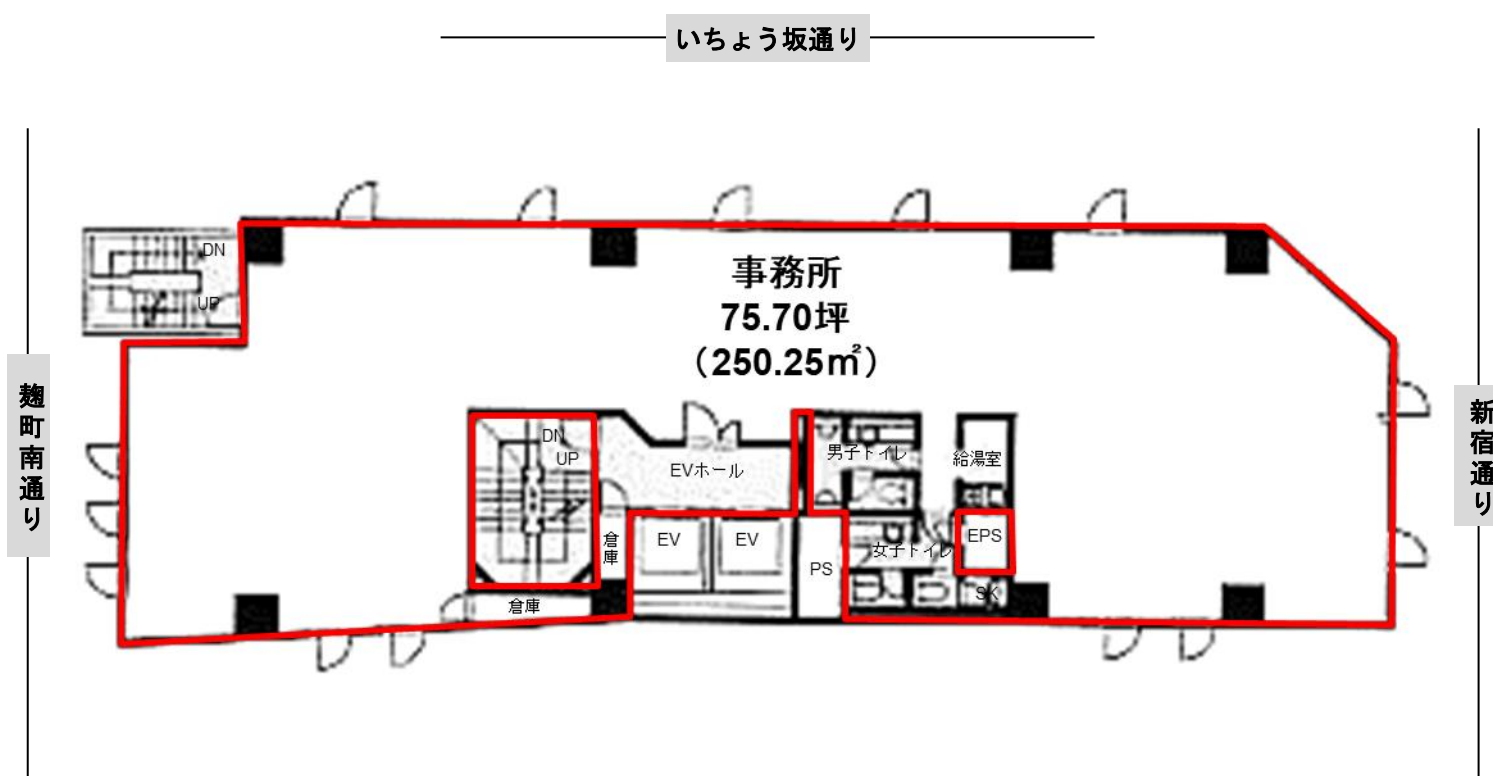 いちょう坂通り
DN
UP
事務所
75.70坪
（250.25㎡）
麹町南通り
新宿通り
DN
UP
EVホール
男子トイレ
給湯室
倉庫
EV
EV
PS
女子トイレ
EPS
倉庫
SK